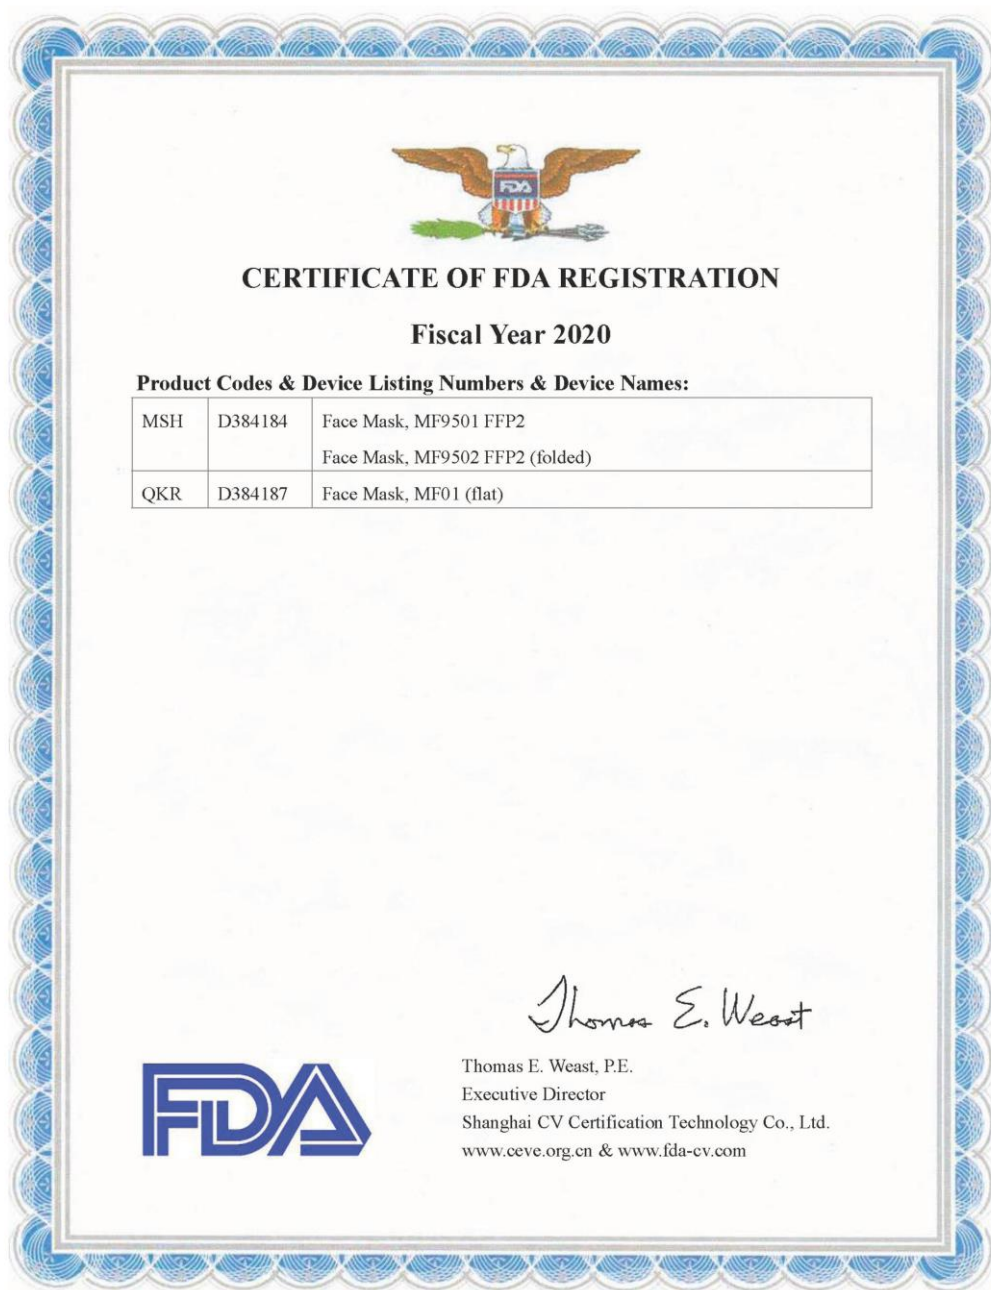 FDA
CERTIFICATE OF FDA REGISTRATION
Fiscal Year 2020
Product Codes & Device Listing Numbers & Device Names:
MSH D384184 Face Mask, MF9501 FFP2
Face Mask, MF9502 FFP2 (folded)
QKR D384187 Face Mask, MF01 (flat)
Thomas E. Weast
Thomas E. Weast, P.E.
Executive Director
Shanghai CV Certification Technology Co., Ltd.
www.ceve.org.cn & www.fda-cv.com
FDA